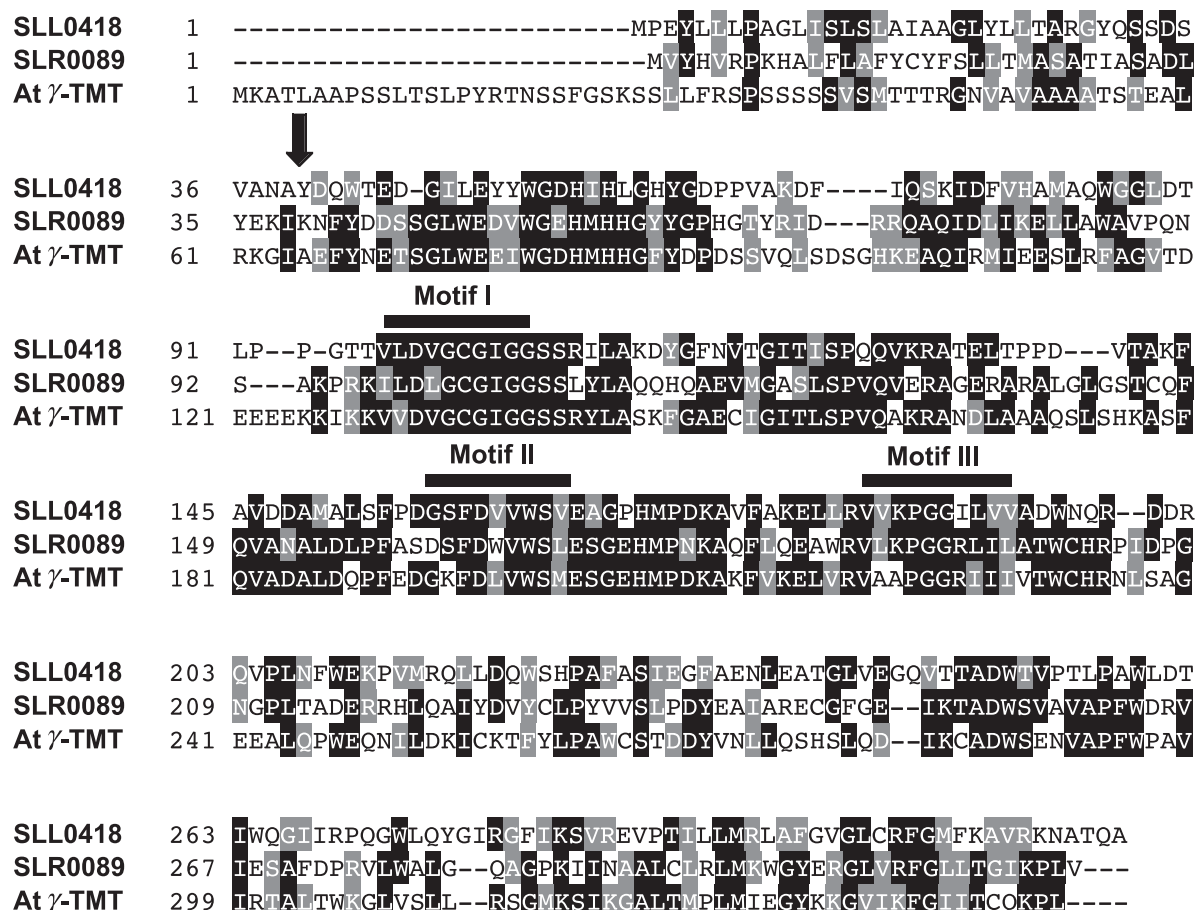 SLL0418 1 -------------------------MPEYLLLPAGLISLSLAIAAGLYLLTARGYQSSDS
SLR0089 1 --------------------------MVYHVRPKHALFLAFYCYFSLLTMASATIASADL
At γ-TMT 1 MKATLAAPSSLTSLPYRTNSSFGSKSSLLFRSPSSSSSVSMTTTRGNVAVAAAATSTEAL
SLL0418 36 VANAYDQWTED-GILEYYWGDHIHLGHYGDPPVAKDF----IQSKIDFVHAMAQWGGLDT
SLR0089 35 YEKIKNFYDDSSGLWEDVWGEHMHHGYYGPHGTYRID---RRQAQIDLIKELLAWAVPQN
At γ-TMT 61 RKGIAEFYNETSGLWEEIWGDHMHHGFYDPDSSVQLSDSGHKEAQIRMIEESLRFAGVTD
Motif I
SLL0418 91 LP--P-GTTVLDVGCGIGGSSRILAKDYGFNVTGITISPQQVKRATELTPPD---VTAKF
SLR0089 92 S---AKPRKILDLGCGIGGSSLYLAQQHQAEVMGASLSPVQVERAGERARALGLGSTCQF
At γ-TMT 121 EEEEKKIKKVVDVGCGIGGSSRYLASKFGAECIGITLSPVQAKRANDLAAAQSLSHKASF
Motif II Motif III
SLL0418 145 AVDDAMALSFPDGSFDVVWSVEAGPHMPDKAVFAKELLRVVKPGGILVVADWNQR--DDR
SLR0089 149 QVANALDLPFASDSFDWVWSLESGEHMPNKAQFLQEAWRVLKPGGRLILATWCHRPIDPG
At γ-TMT 181 QVADALDQPFEDGKFDLVWSMESGEHMPDKAKFVKELVRVAAPGGRIIIVTWCHRNLSAG
SLL0418 203 QVPLNFWEKPVMRQLLDQWSHPAFASIEGFAENLEATGLVEGQVTTADWTVPTLPAWLDT
SLR0089 209 NGPLTADERRHLQAIYDVYCLPYVVSLPDYEAIARECGFGE--IKTADWSVAVAPFWDRV
At γ-TMT 241 EEALQPWEQNILDKICKTFYLPAWCSTDDYVNLLQSHSLQD--IKCADWSENVAPFWPAV
SLL0418 263 IWQGIIRPQGWLQYGIRGFIKSVREVPTILLMRLAFGVGLCRFGMFKAVRKNATQA
SLR0089 267 IESAFDPRVLWALG--QAGPKIINAALCLRLMKWGYERGLVRFGLLTGIKPLV---
At γ-TMT 299 IRTALTWKGLVSLL--RSGMKSIKGALTMPLMIEGYKKGVIKFGIITCQKPL----